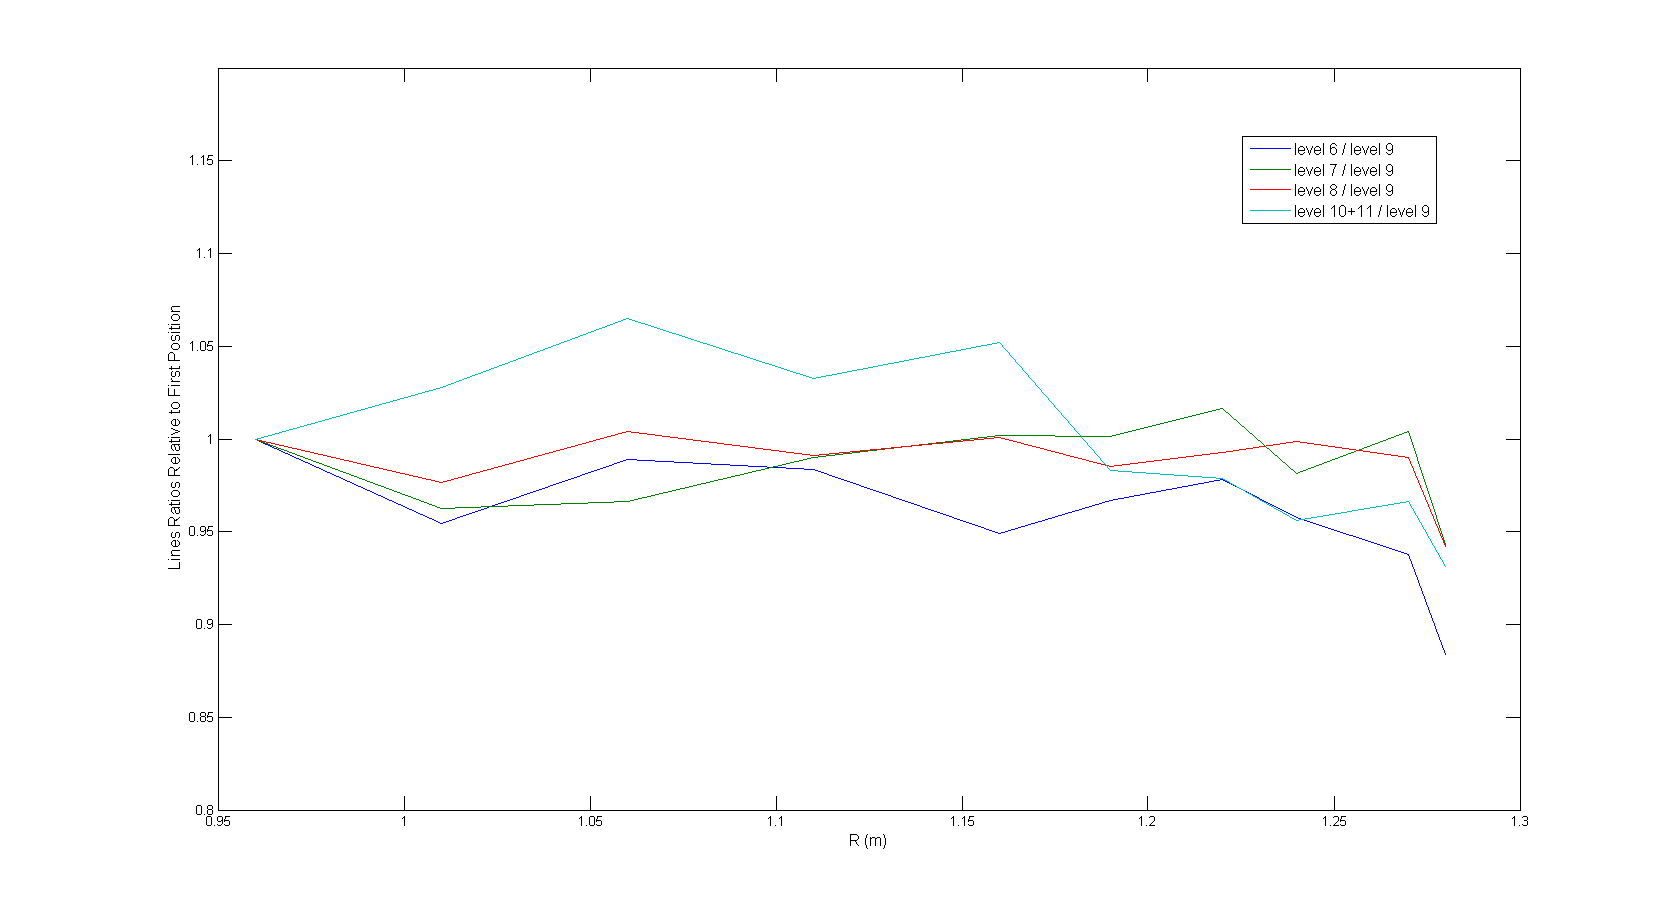 1.15
1.1
1.05
1
0.95
0.9
0.85
0.8
Lines Ratios Relative to First Position
level 6 / level 9
level 7 / level 9
level 8 / level 9
level 10+11 / level 9
0.95 1 1.05 1.1 1.15 1.2 1.25 1.3
R (m)